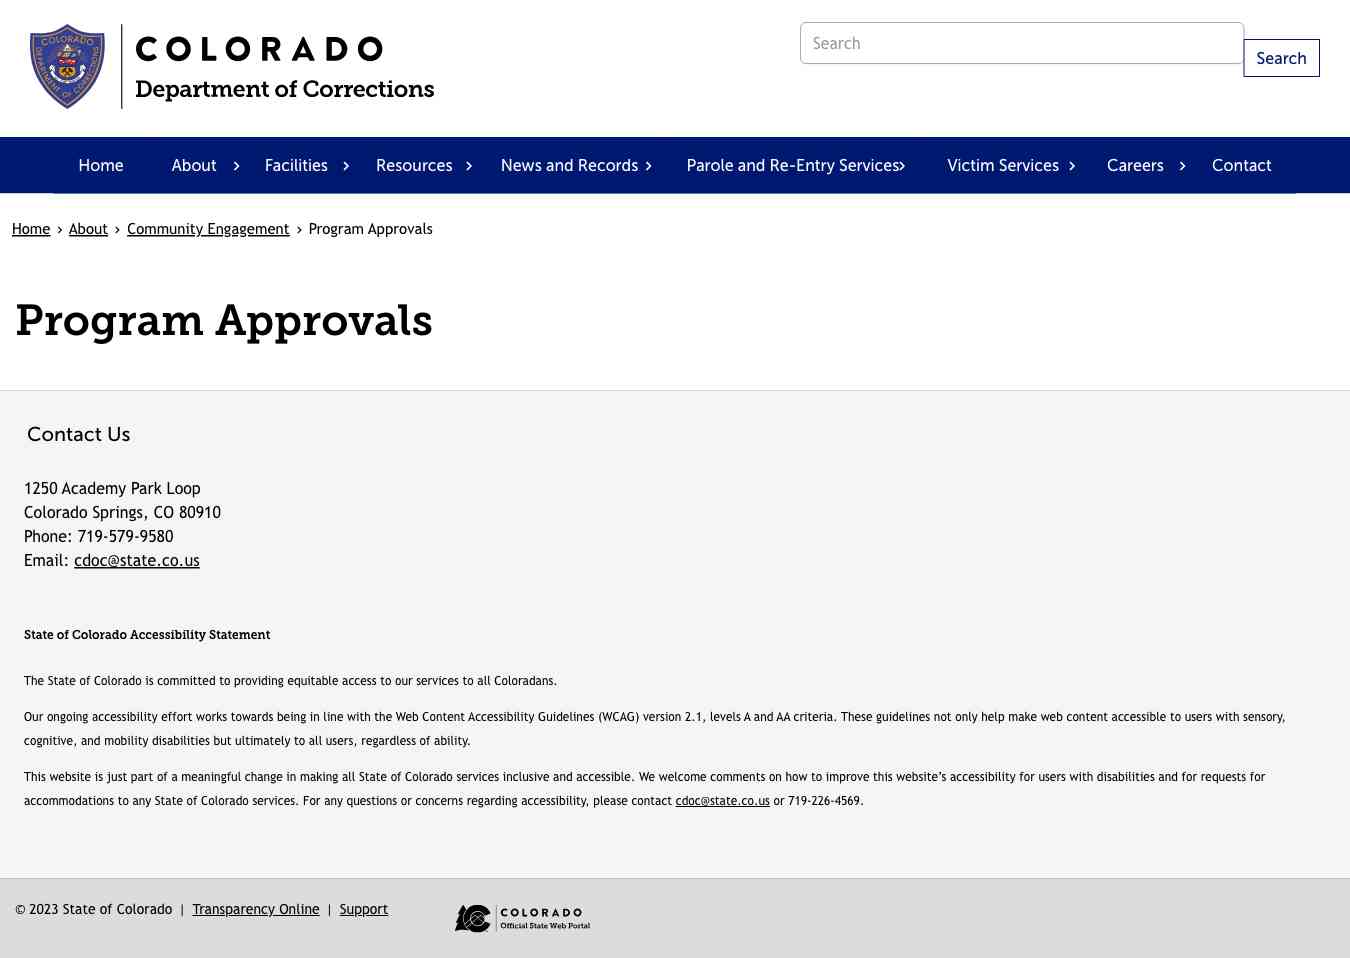 COLORADO
Department of Corrections
Search
Search
Home About Facilities Resources News and Records Parole and Re-Entry Services Victim Services Careers Contact
Home › About › Community Engagement › Program Approvals
Program Approvals
Contact Us
1250 Academy Park Loop
Colorado Springs, CO 80910
Phone: 719-579-9580
Email: cdoc@state.co.us
State of Colorado Accessibility Statement
The State of Colorado is committed to providing equitable access to our services to all Coloradans.
Our ongoing accessibility effort works towards being in line with the Web Content Accessibility Guidelines (WCAG) version 2.1, levels A and AA criteria. These guidelines not only help make web content accessible to users with sensory,
cognitive, and mobility disabilities but ultimately to all users, regardless of ability.
This website is just part of a meaningful change in making all State of Colorado services inclusive and accessible. We welcome comments on how to improve this website's accessibility for users with disabilities and for requests for
accommodations to any State of Colorado services. For any questions or concerns regarding accessibility, please contact cdoc@state.co.us or 719-226-4569.
© 2023 State of Colorado | Transparency Online | Support
COLORADO
Official State Web Portal